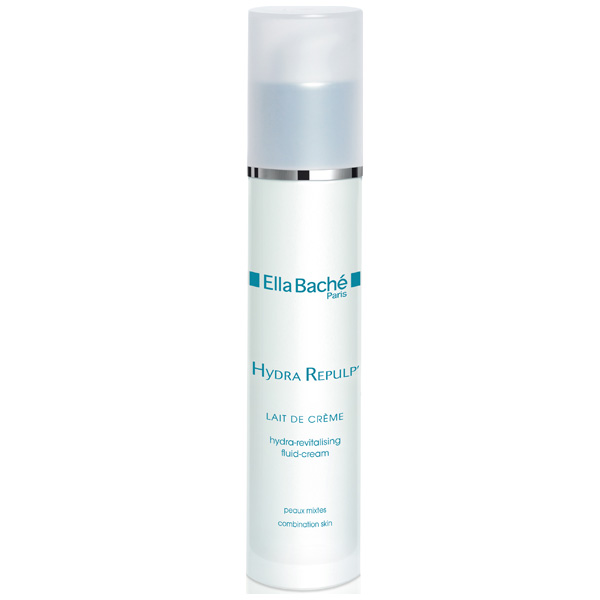 Ella Baché
Paris
HYDRA REPULP
LAIT DE CRÈME
hydra-revitalising
fluid-cream
peaux mixtes
combination skin